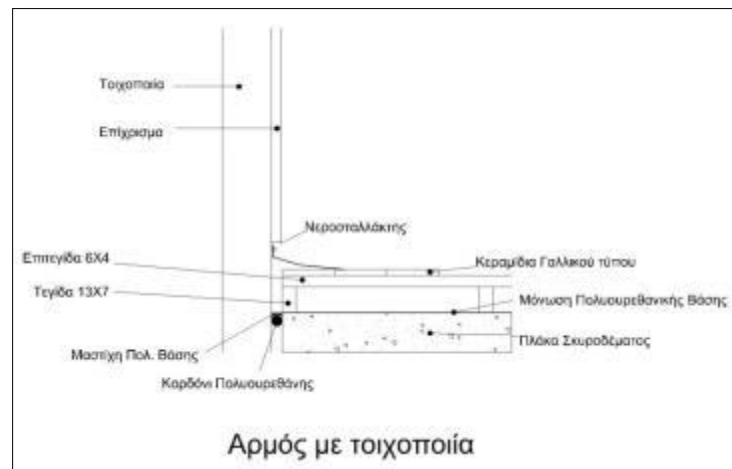 Τοιχοποιία
Επίχρισμα
Νεροσταλλάκτης
Επιτεγίδα 6Χ4
Κεραμίδια Γαλλικού τύπου
Τεγίδα 13Χ7
Μόνωση Πολυουρεθανικής Βάσης
Μαστίχη Πολ. Βάσης
Πλάκα Σκυροδέματος
Κορδόνι Πολυουρεθάνης
Αρμός με τοιχοποιία